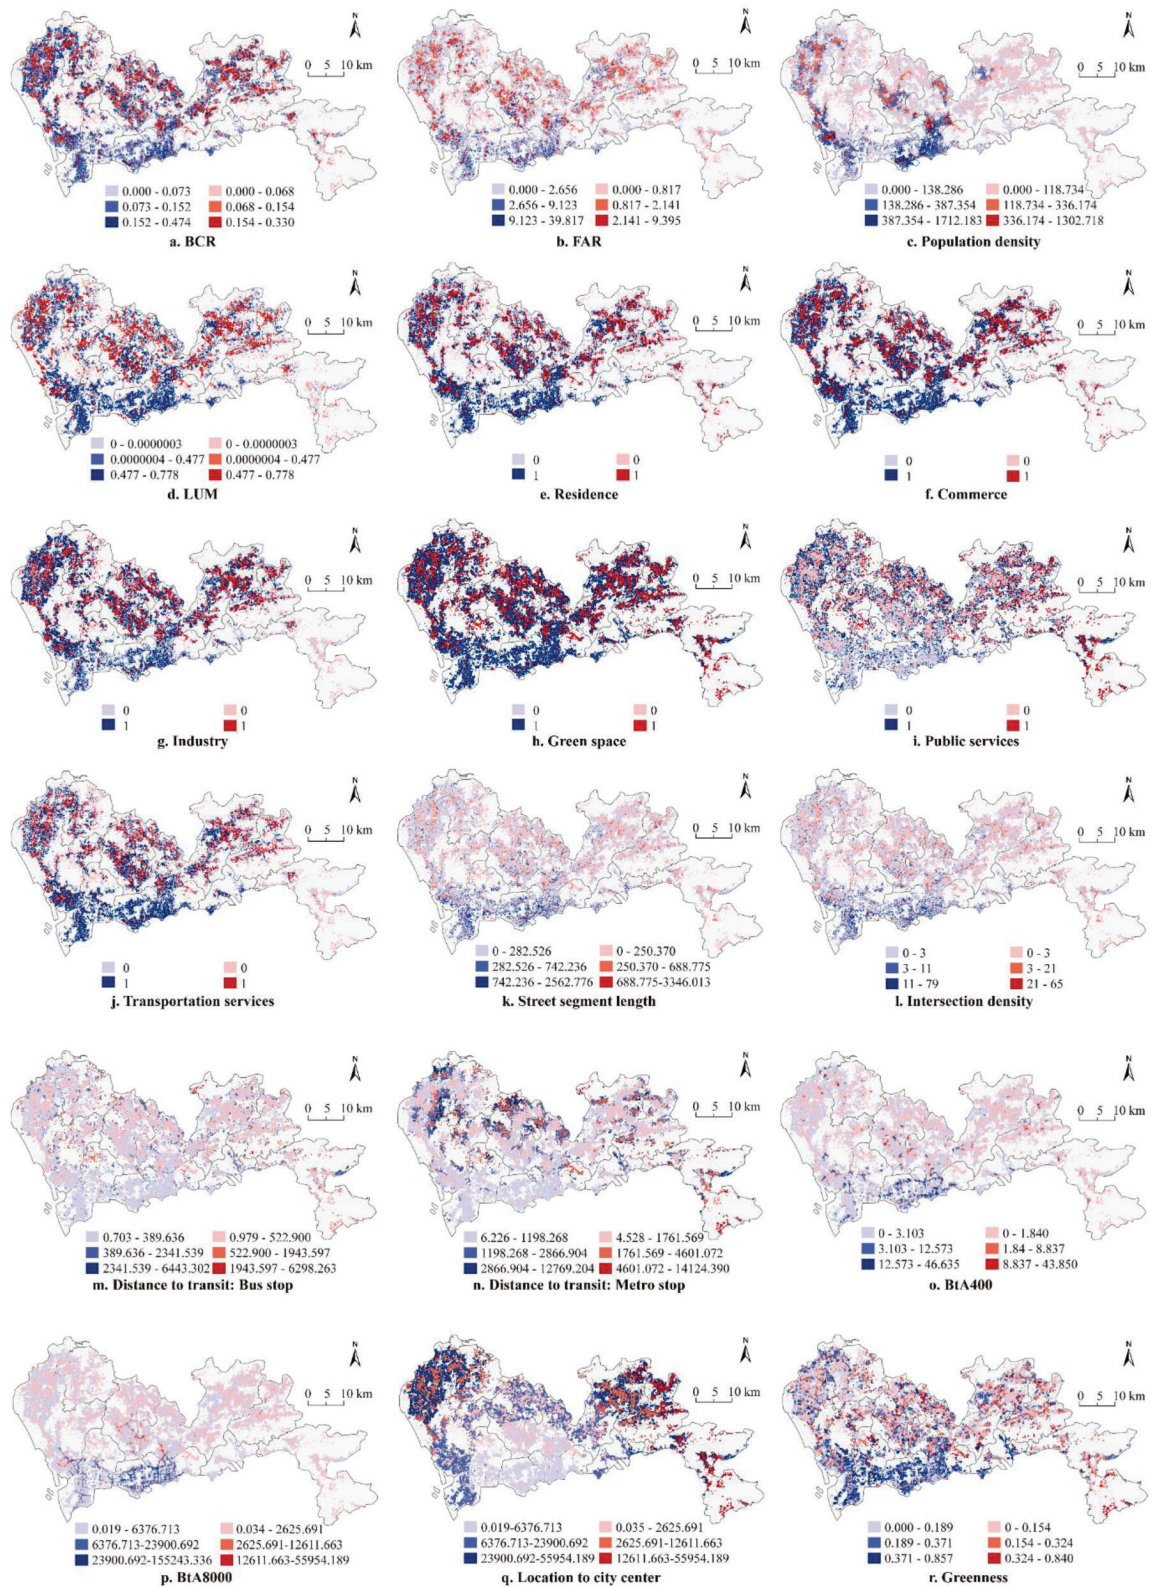 N
N
N
0 5 10 km
0 5 10 km
0 5 10 km
0.000 - 0.073 0.000 - 0.068
0.073 - 0.152 0.068 - 0.154
0.152 - 0.474 0.154 - 0.330
a. BCR
0.000 - 2.656 0.000 - 0.817
2.656 - 9.123 0.817 - 2.141
9.123 - 39.817 2.141 - 9.395
b. FAR
0.000 - 138.286 0.000 - 118.734
138.286 - 387.354 118.734 - 336.174
387.354 - 1712.183 336.174 - 1302.718
c. Population density
N
N
N
0 5 10 km
0 5 10 km
0 5 10 km
0 - 0.0000003 0 - 0.0000003
0.0000004 - 0.477 0.0000004 - 0.477
0.477 - 0.778 0.477 - 0.778
d. LUM
0 0
1 1
e. Residence
0 0
1 1
f. Commerce
N
N
N
0 5 10 km
0 5 10 km
0 5 10 km
0 0
1 1
g. Industry
0 0
1 1
h. Green space
0 0
1 1
i. Public services
N
N
N
0 5 10 km
0 5 10 km
0 5 10 km
0 0
1 1
j. Transportation services
0 - 282.526 0 - 250.370
282.526 - 742.236 250.370 - 688.775
742.236 - 2562.776 688.775-3346.013
k. Street segment length
0 - 3 0 - 3
3 - 11 3 - 21
11 - 79 21 - 65
l. Intersection density
N
N
N
0 5 10 km
0 5 10 km
0 5 10 km
0.703 - 389.636 0.979 - 522.900
389.636 - 2341.539 522.900 - 1943.597
2341.539 - 6443.302 1943.597 - 6298.263
m. Distance to transit: Bus stop
6.226 - 1198.268 4.528 - 1761.569
1198.268 - 2866.904 1761.569 - 4601.072
2866.904 - 12769.204 4601.072 - 14124.390
n. Distance to transit: Metro stop
0 - 3.103 0 - 1.840
3.103 - 12.573 1.84 - 8.837
12.573 - 46.635 8.837 - 43.850
o. BtA400
N
N
N
0 5 10 km
0 5 10 km
0 5 10 km
0.019 - 6376.713 0.034 - 2625.691
6376.713-23900.692 2625.691-12611.663
23900.692-155243.336 12611.663-55954.189
p. BtA8000
0.019-6376.713 0.035 - 2625.691
6376.713-23900.692 2625.691-12611.663
23900.692-55954.189 12611.663-55954.189
q. Location to city center
0.000 - 0.189 0 - 0.154
0.189 - 0.371 0.154 - 0.324
0.371 - 0.857 0.324 - 0.840
r. Greenness